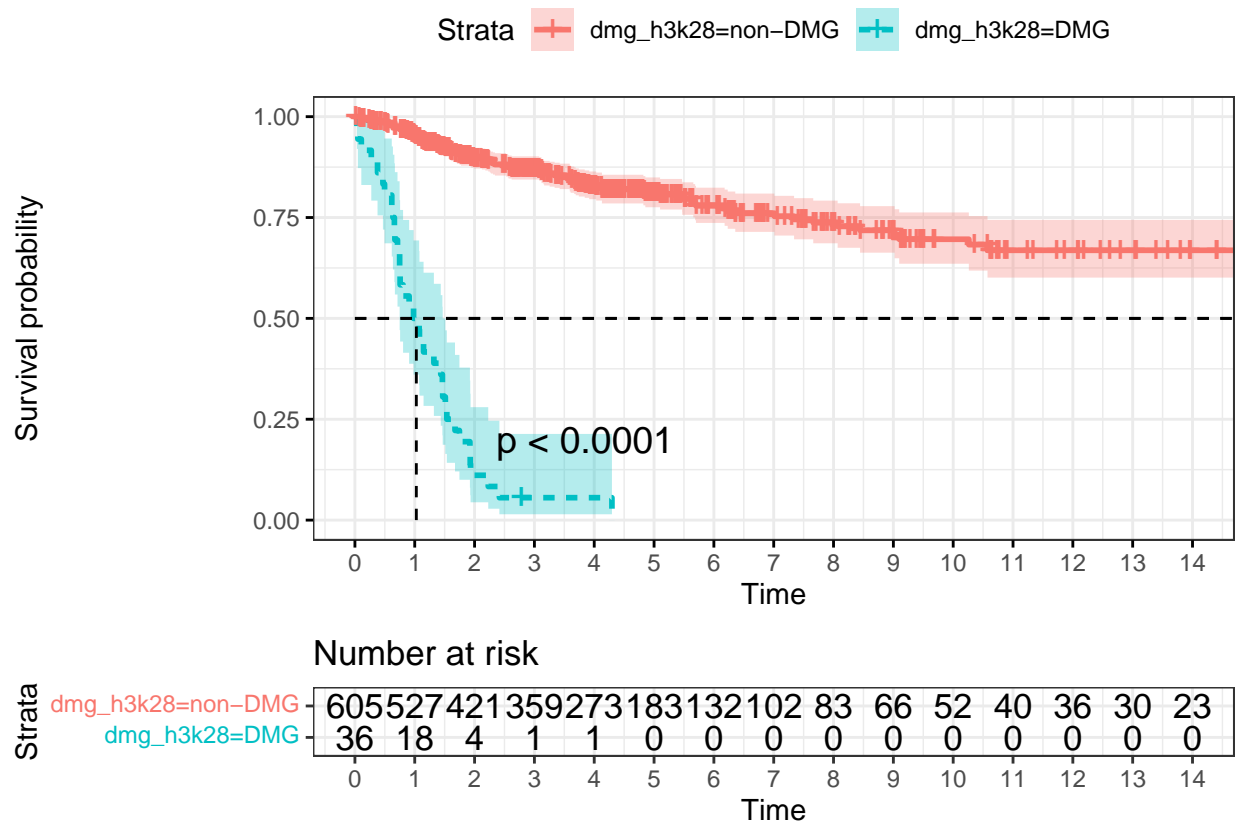 Strata dmg_h3k28=non−DMG dmg_h3k28=DMG
Survival probability
1.00
0.75
0.50
0.25
0.00
p < 0.0001
0 1 2 3 4 5 6 7 8 9 10 11 12 13 14
Time
Number at risk
Strata
dmg_h3k28=non−DMG 605 527 421 359 273 183 132 102 83 66 52 40 36 30 23
dmg_h3k28=DMG 36 18 4 1 1 0 0 0 0 0 0 0 0 0 0
0 1 2 3 4 5 6 7 8 9 10 11 12 13 14
Time